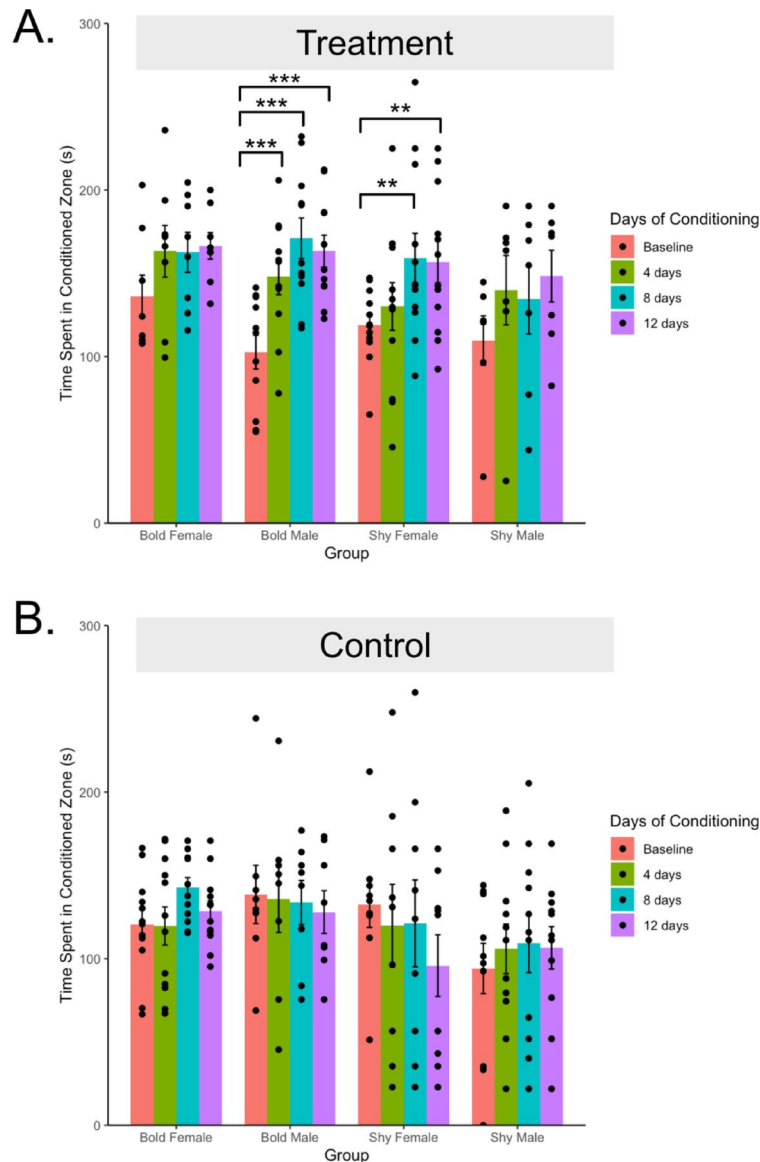 A.
Treatment
300
200
100
0
Time Spent in Conditioned Zone (s)
***
***
***
**
**
Bold Female
Bold Male
Shy Female
Shy Male
Group
Days of Conditioning
Baseline
4 days
8 days
12 days
B.
Control
300
200
100
0
Time Spent in Conditioned Zone (s)
Bold Female
Bold Male
Shy Female
Shy Male
Group
Days of Conditioning
Baseline
4 days
8 days
12 days